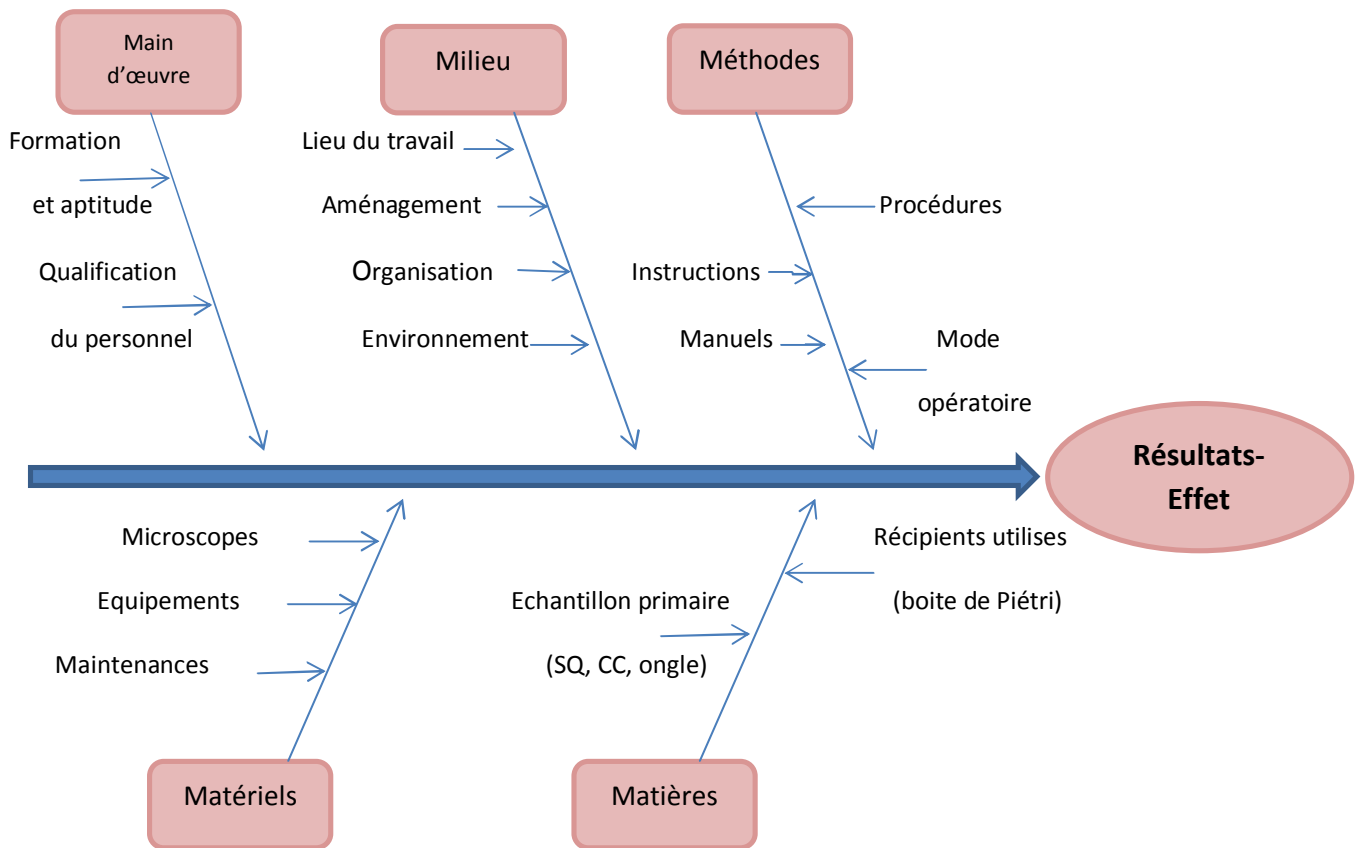 Main
d'œuvre
Milieu
Méthodes
Formation
et aptitude
Qualification
du personnel
Lieu du travail
Aménagement
Organisation
Environnement
Procédures
Instructions
Manuels
Mode
opératoire
Résultats-
Effet
Microscopes
Equipements
Maintenances
Echantillon primaire
(SQ, CC, ongle)
Récipients utilises
(boite de Piétri)
Matériels
Matières